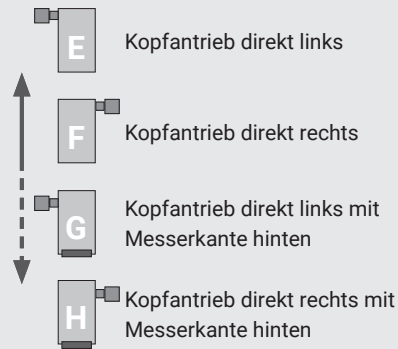 E Kopfantrieb direkt links
F Kopfantrieb direkt rechts
G Kopfantrieb direkt links mit
Messerkante hinten
H Kopfantrieb direkt rechts mit
Messerkante hinten